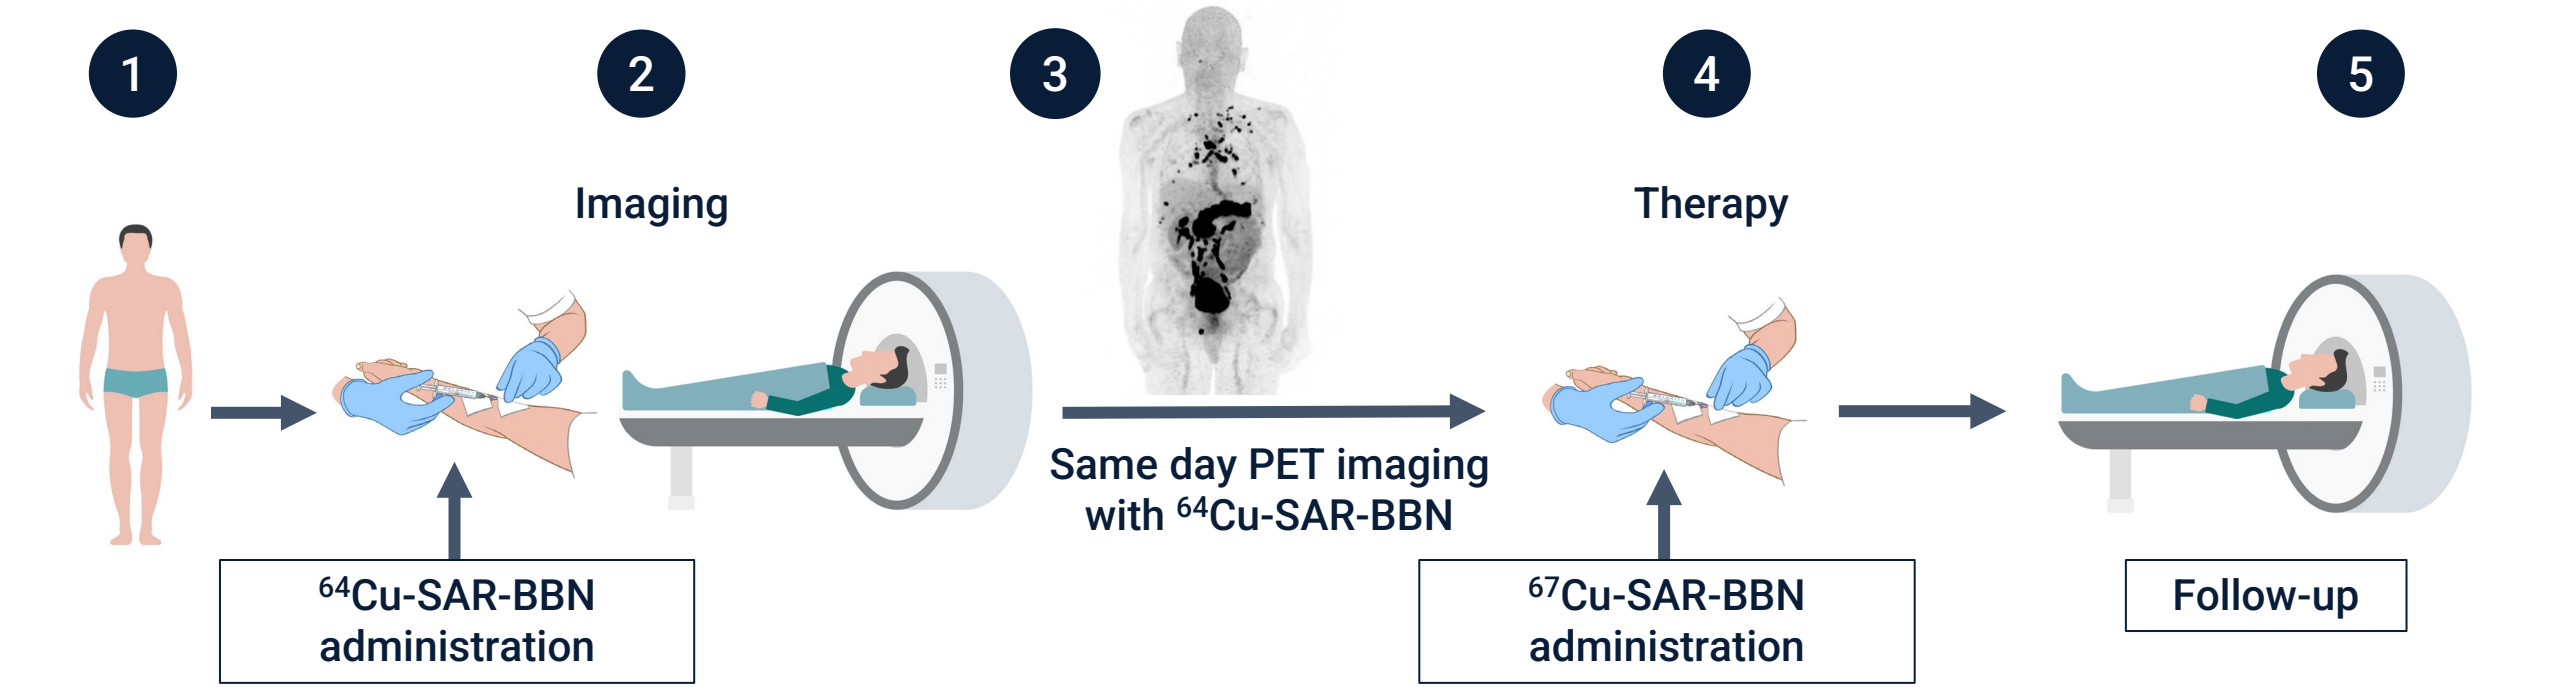 1
2
3
4
5
Imaging
Therapy
Same day PET imaging
with ⁶⁴Cu-SAR-BBN
⁶⁴Cu-SAR-BBN
administration
⁶⁷Cu-SAR-BBN
administration
Follow-up